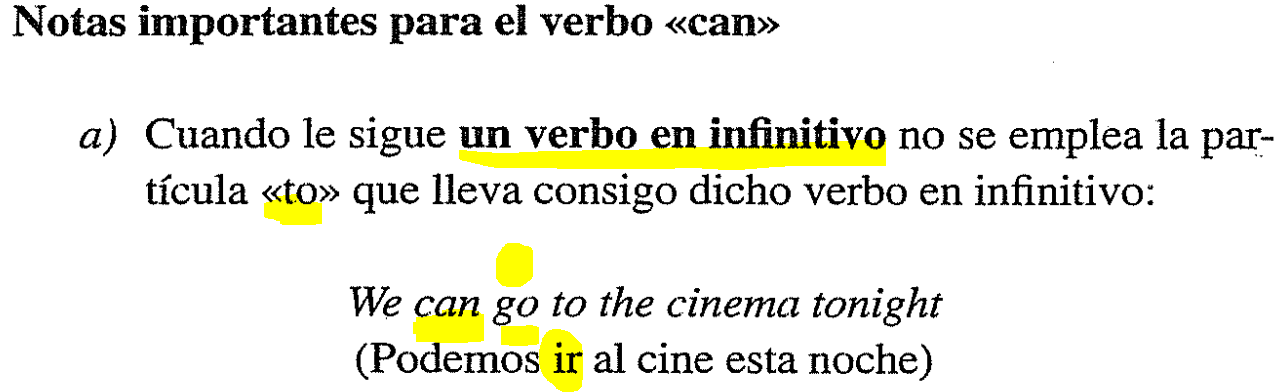 Notas importantes para el verbo «can»
a) Cuando le sigue un verbo en infinitivo no se emplea la par-
tícula «to» que lleva consigo dicho verbo en infinitivo:
We can go to the cinema tonight
(Podemos ir al cine esta noche)